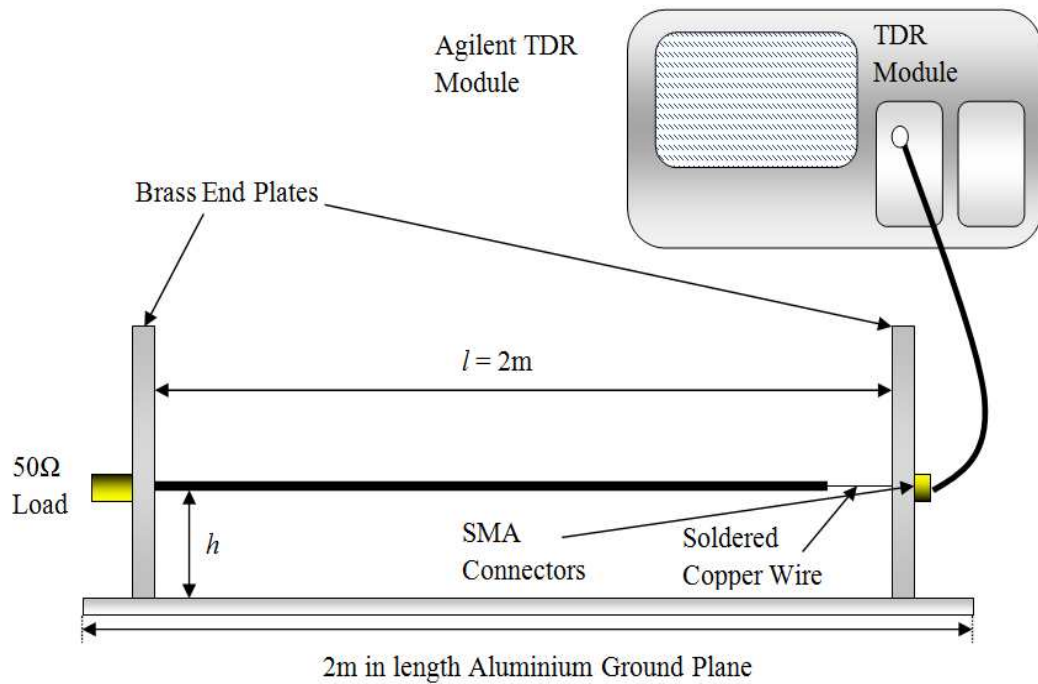 Agilent TDR
Module
TDR
Module
Brass End Plates
l = 2m
50Ω
Load
h
SMA
Connectors
Soldered
Copper Wire
2m in length Aluminium Ground Plane